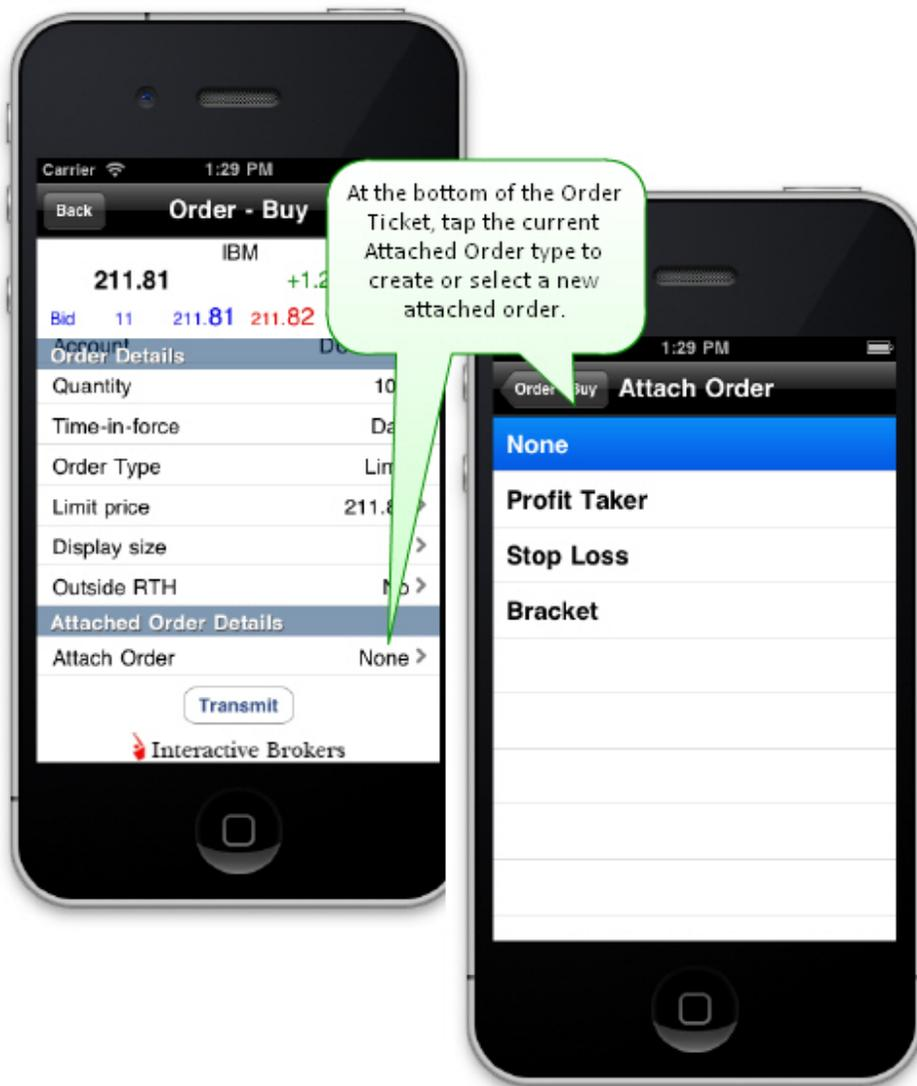 Carrier 1:29 PM
Back Order - Buy
IBM
211.81
Bid 11 211.81 211.82
Account
Order Details
Quantity
Time-in-force
Order Type
Limit price
Display size
Outside RTH
Attached Order Details
Attach Order None
Transmit
Interactive Brokers
At the bottom of the Order
Ticket, tap the current
Attached Order type to
create or select a new
attached order.
1:29 PM
Attach Order
None
Profit Taker
Stop Loss
Bracket